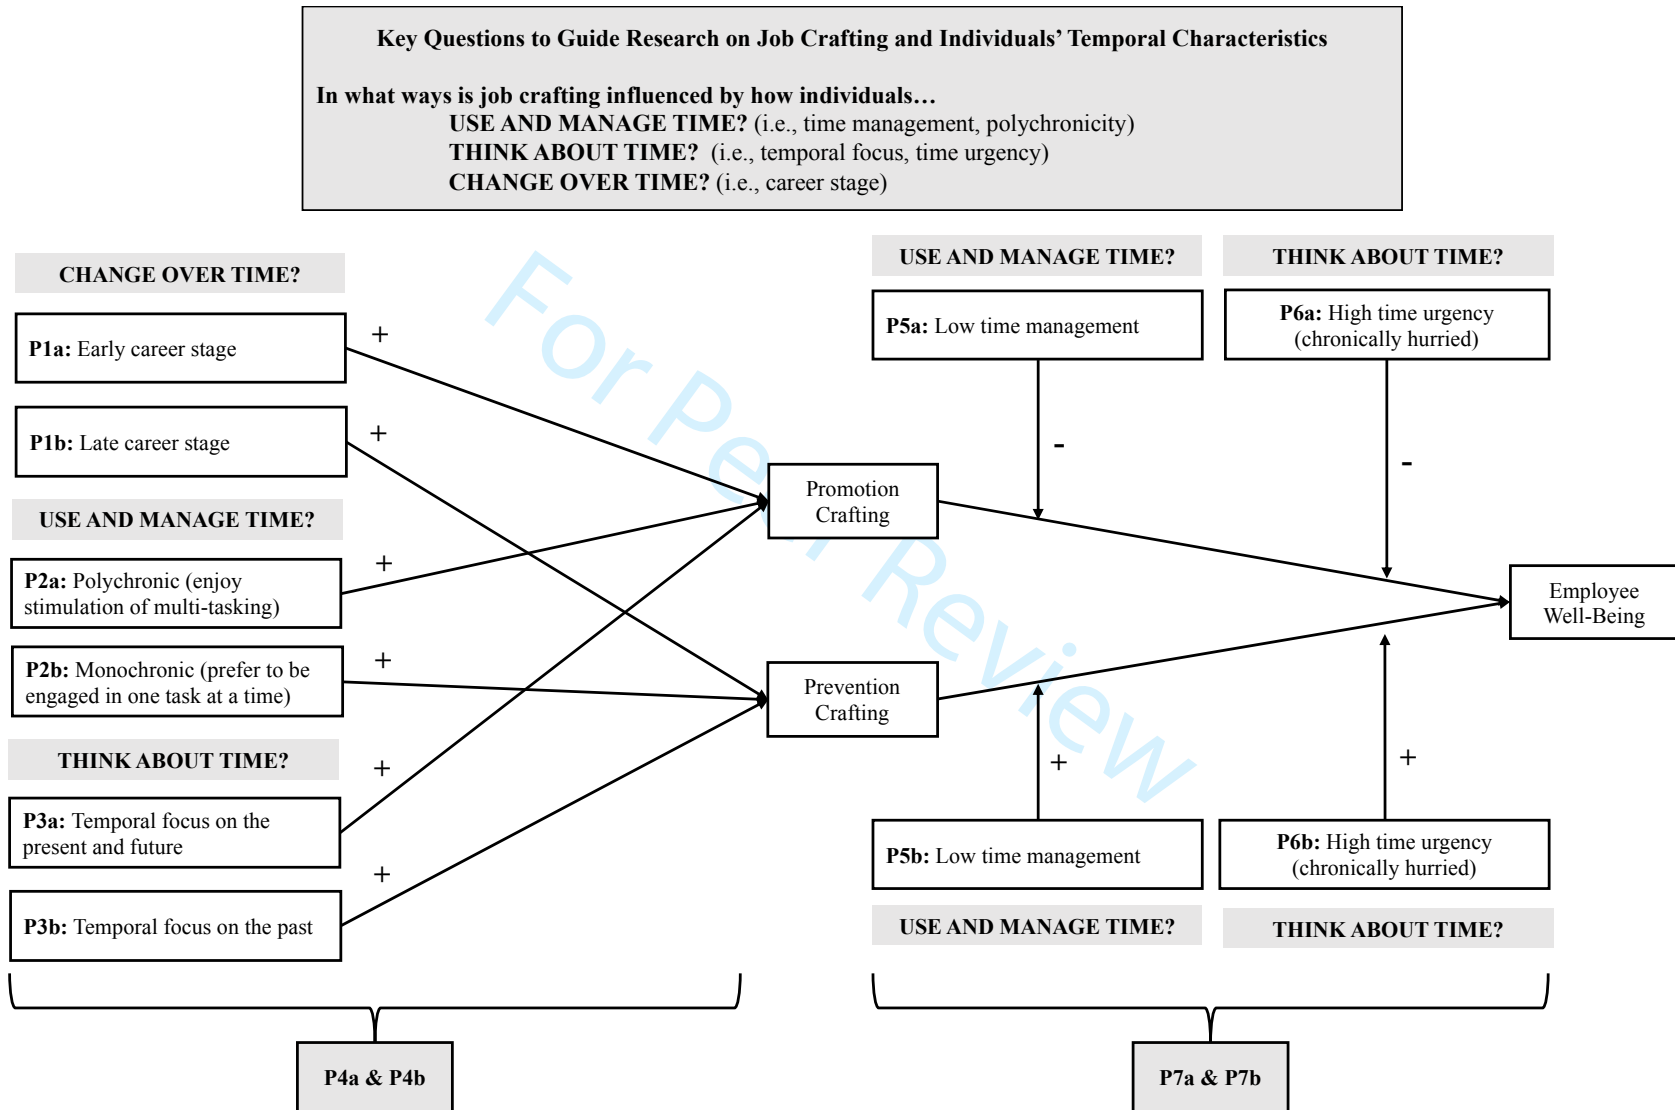 Key Questions to Guide Research on Job Crafting and Individuals’ Temporal Characteristics
In what ways is job crafting influenced by how individuals…
USE AND MANAGE TIME? (i.e., time management, polychronicity)
THINK ABOUT TIME? (i.e., temporal focus, time urgency)
CHANGE OVER TIME? (i.e., career stage)
CHANGE OVER TIME?
P1a: Early career stage
+
P1b: Late career stage
+
USE AND MANAGE TIME?
P2a: Polychronic (enjoy
stimulation of multi-tasking)
+
P2b: Monochronic (prefer to be
engaged in one task at a time)
+
THINK ABOUT TIME?
P3a: Temporal focus on the
present and future
+
P3b: Temporal focus on the past
+
P4a & P4b
Promotion
Crafting
Prevention
Crafting
USE AND MANAGE TIME?
P5a: Low time management
-
THINK ABOUT TIME?
P6a: High time urgency
(chronically hurried)
-
Employee
Well-Being
+
P5b: Low time management
USE AND MANAGE TIME?
+
P6b: High time urgency
(chronically hurried)
THINK ABOUT TIME?
P7a & P7b
For Peer Review